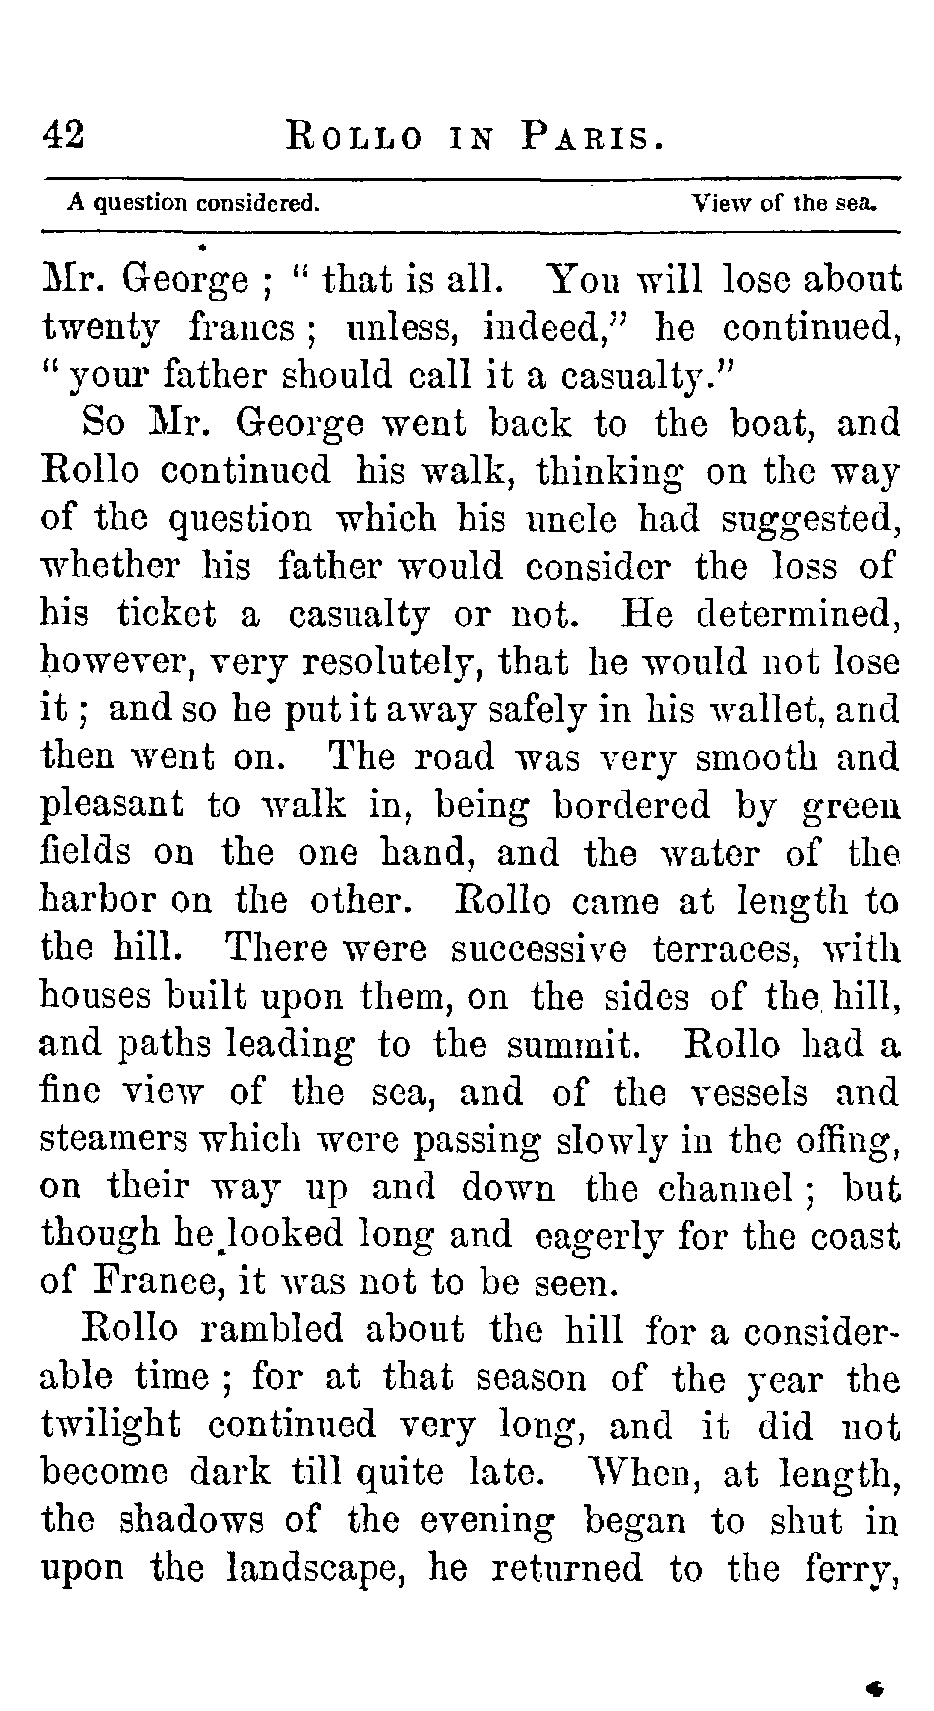 42 ROLLO IN PARIS.
A question considered. View of the sea.
Mr. George ; " that is all. You will lose about
twenty francs ; unless, indeed," he continued,
" your father should call it a casualty."
So Mr. George went back to the boat, and
Rollo continued his walk, thinking on the way
of the question which his uncle had suggested,
whether his father would consider the loss of
his ticket a casualty or not. He determined,
however, very resolutely, that he would not lose
it ; and so he put it away safely in his wallet, and
then went on. The road was very smooth and
pleasant to walk in, being bordered by green
fields on the one hand, and the water of the
harbor on the other. Rollo came at length to
the hill. There were successive terraces, with
houses built upon them, on the sides of the hill,
and paths leading to the summit. Rollo had a
fine view of the sea, and of the vessels and
steamers which were passing slowly in the offing,
on their way up and down the channel ; but
though he looked long and eagerly for the coast
of France, it was not to be seen.
Rollo rambled about the hill for a consider-
able time ; for at that season of the year the
twilight continued very long, and it did not
become dark till quite late. When, at length,
the shadows of the evening began to shut in
upon the landscape, he returned to the ferry,